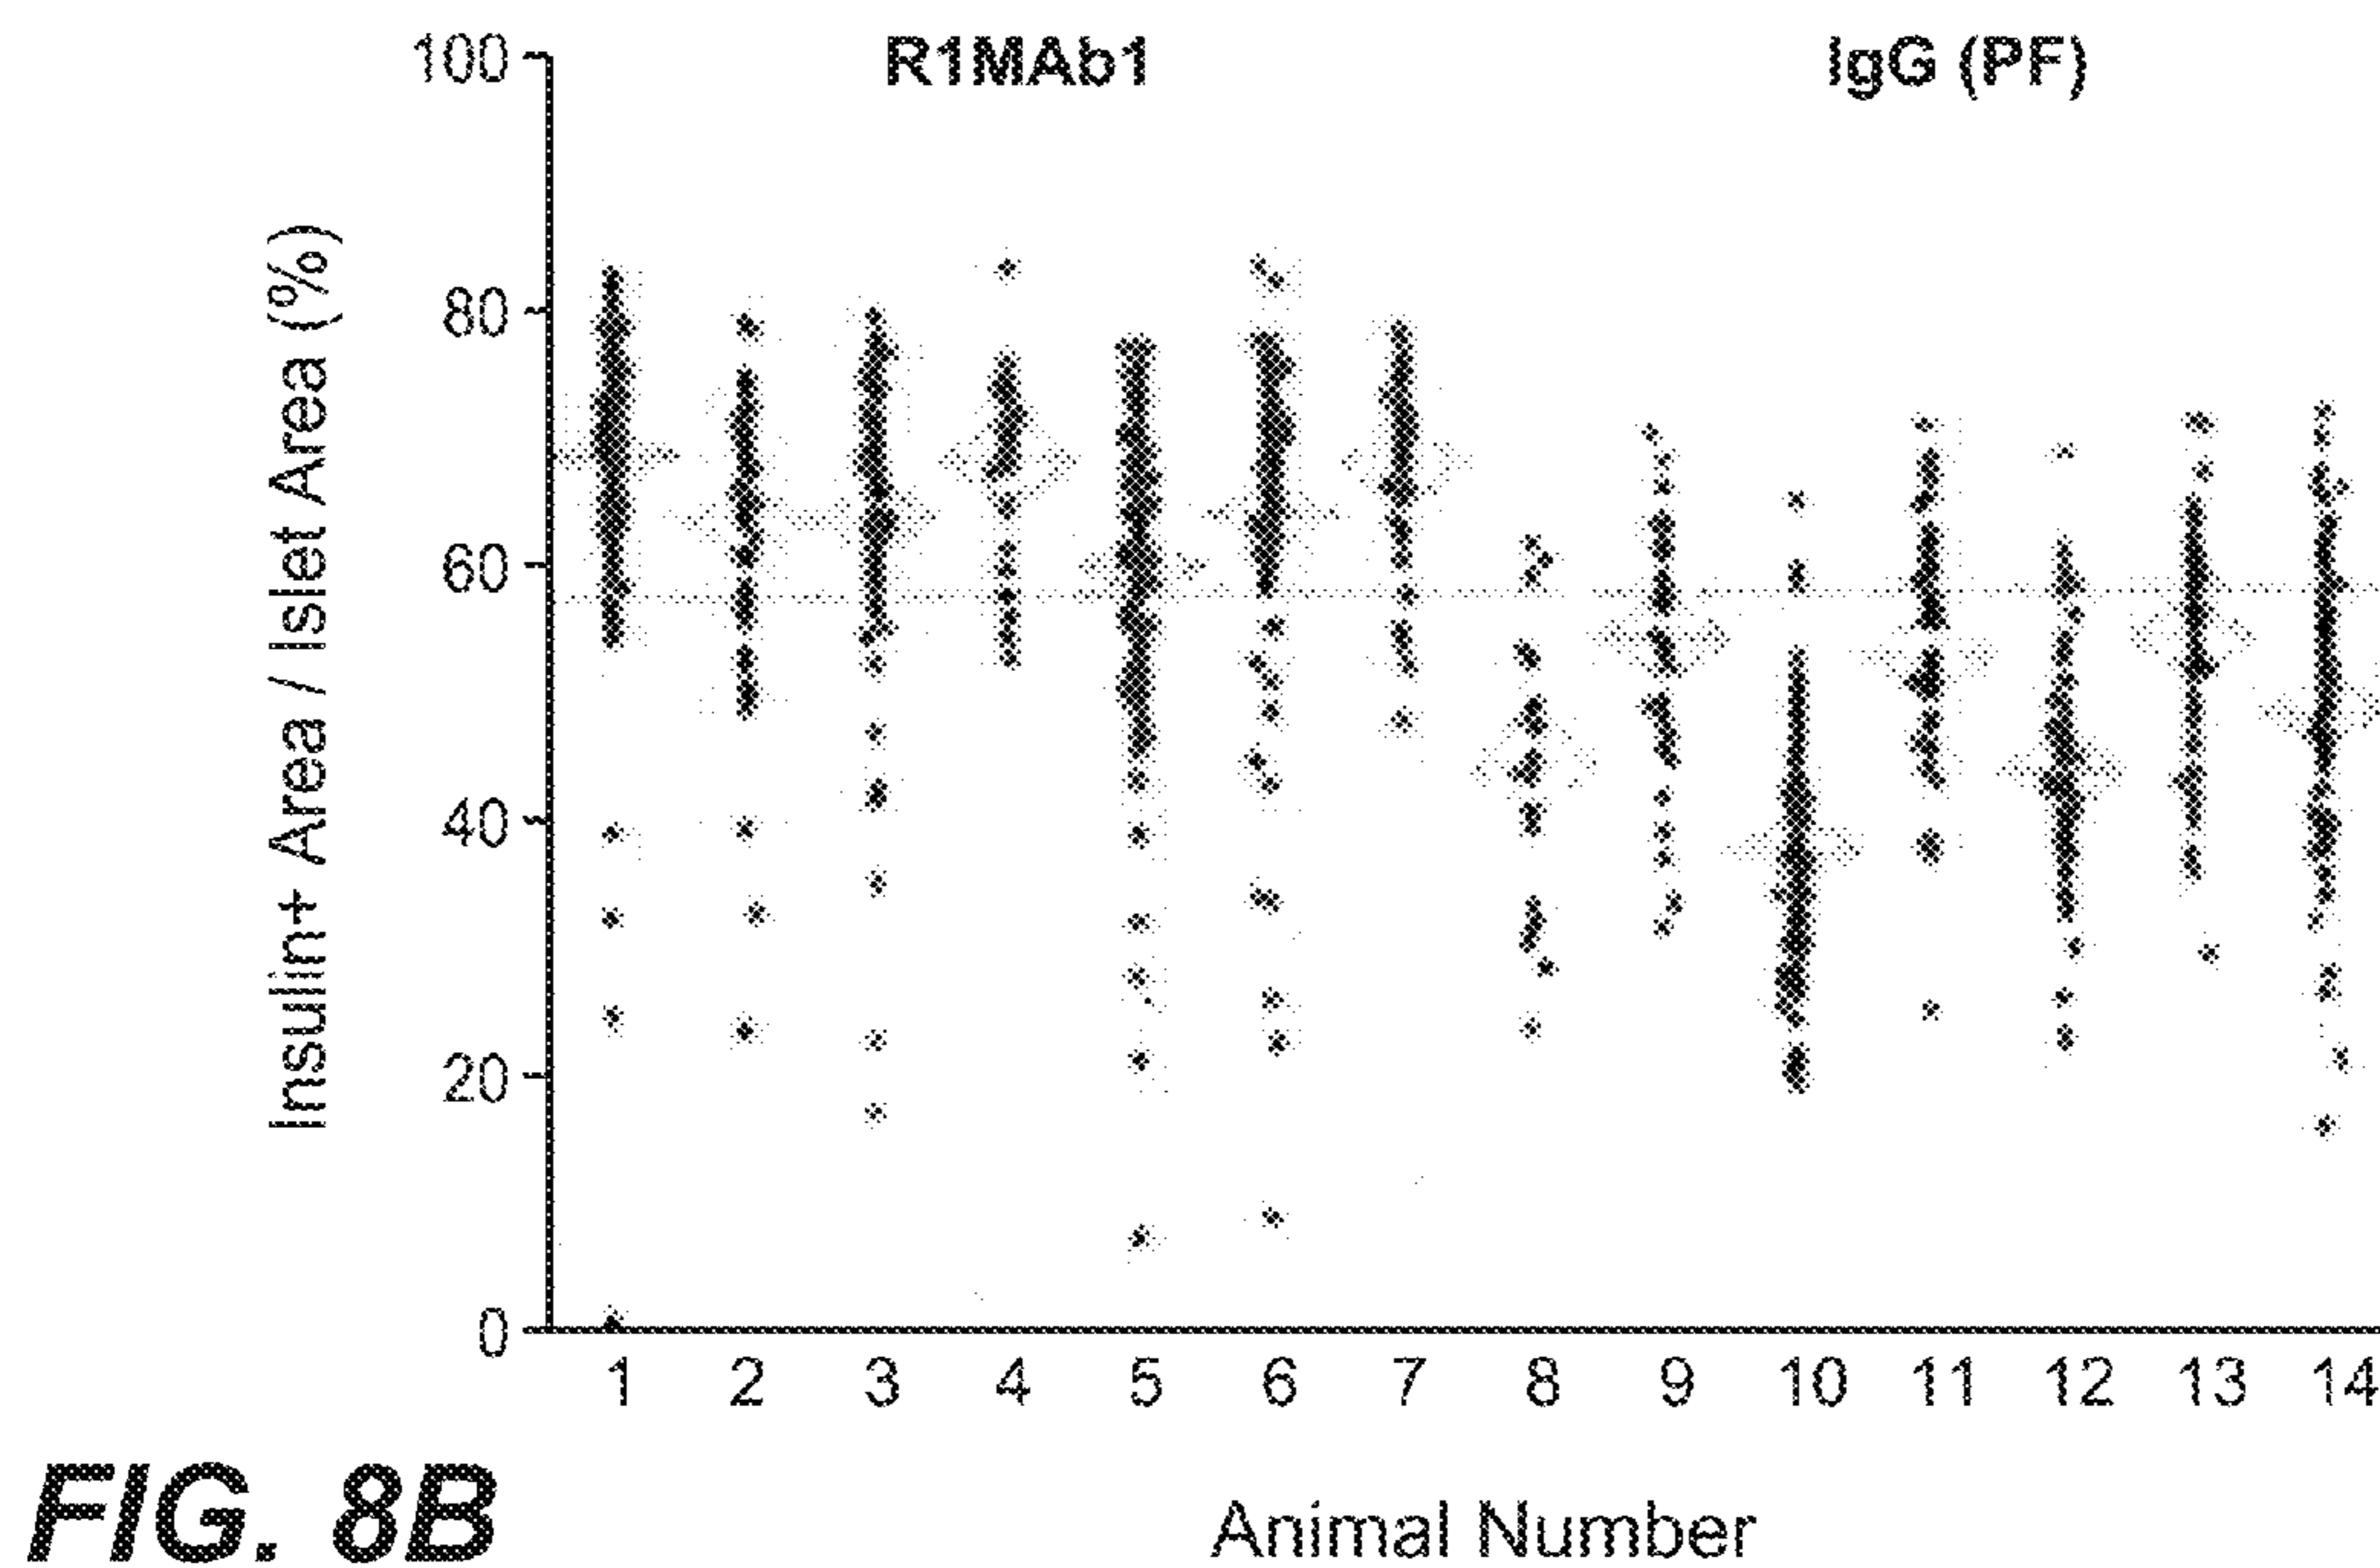 R1MAb1 IgG (PF)
Insulin+ Area / Islet Area (%)
100
80
60
40
20
0
1 2 3 4 5 6 7 8 9 10 11 12 13 14
Animal Number
FIG. 8B